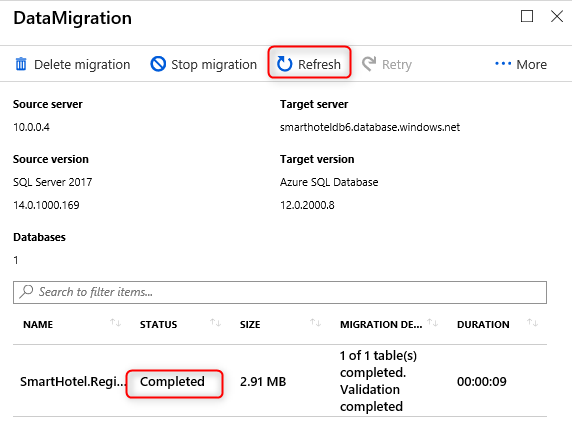 DataMigration
Delete migration Stop migration Refresh Retry ··· More
Source server Target server
10.0.0.4 smarthoteldb6.database.windows.net
Source version Target version
SQL Server 2017 Azure SQL Database
14.0.1000.169 12.0.2000.8
Databases
1
Search to filter items...
NAME STATUS SIZE MIGRATION DE... DURATION
SmartHotel.Regi... Completed 2.91 MB 1 of 1 table(s) completed. Validation completed 00:00:09